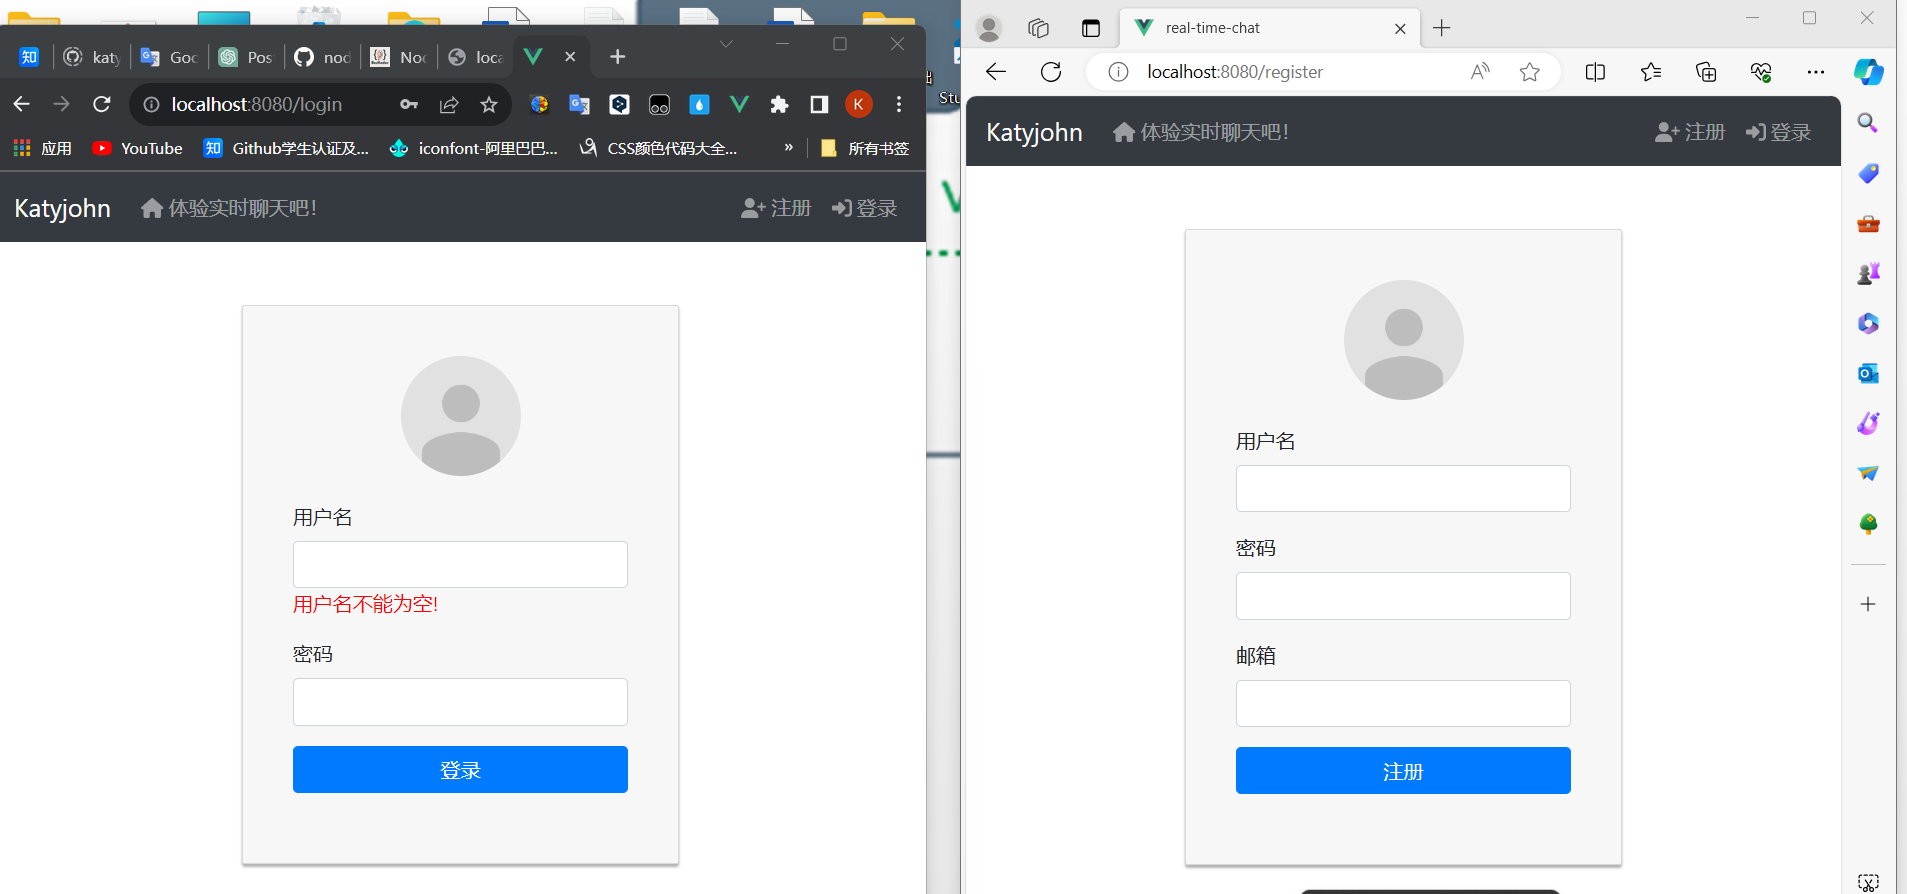 知 katy Goo Pos nod Noo loca
localhost:8080/login
K
应用 YouTube 知 Github学生认证及... iconfont-阿里巴巴... CSS颜色代码大全... » 所有书签
Katyjohn 体验实时聊天吧! 注册 登录
用户名
用户名不能为空!
密码
登录
Stu
real-time-chat
localhost:8080/register
Katyjohn 体验实时聊天吧! 注册 登录
用户名
密码
邮箱
注册